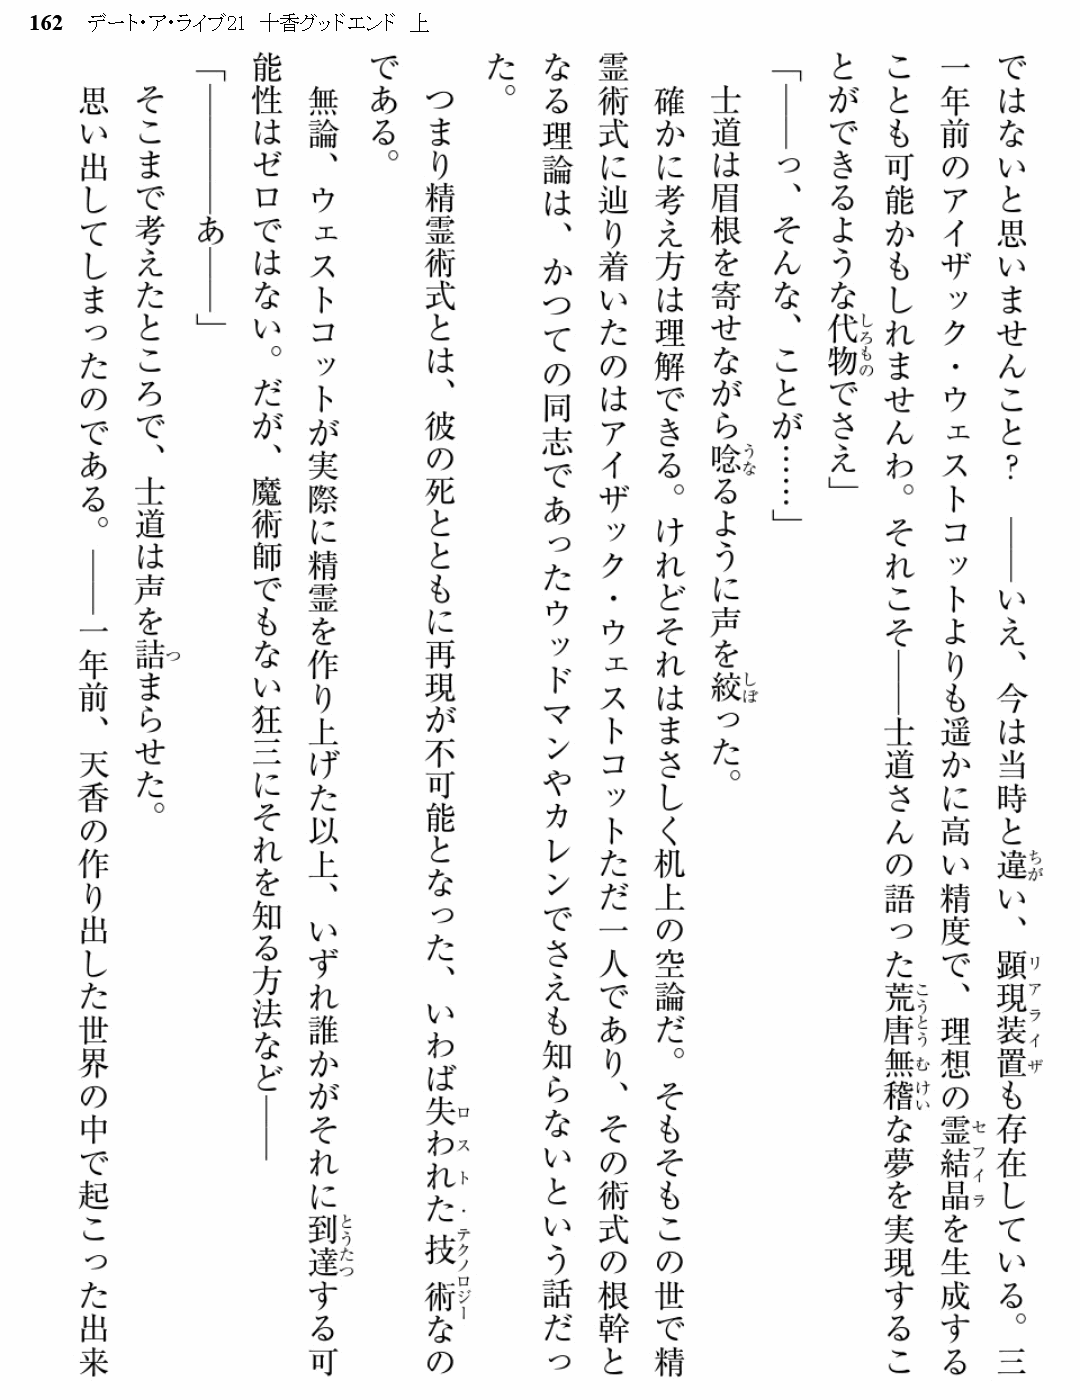 162 デート・ア・ライブ21 十香グッドエンド 上
ではないと思いませんこと? ――いえ、今は当時と違い、顕現装置も存在している。三
一年前のアイザック・ウェストコットよりも遥かに高い精度で、理想の霊結晶を生成する
ことも可能かもしれませんわ。それこそ――士道さんの語った荒唐無稽な夢を実現するこ
とができるような代物でさえ」
「――っ、そんな、ことが……」
士道は眉根を寄せながら唸るように声を絞った。
確かに考え方は理解できる。けれどそれはまさしく机上の空論だ。そもそもこの世で精
霊術式に辿り着いたのはアイザック・ウェストコットただ一人であり、その術式の根幹と
なる理論は、かつての同志であったウッドマンやカレンでさえも知らないという話だっ
た。
つまり精霊術式とは、彼の死とともに再現が不可能となった、いわば失われた技術なの
である。
無論、ウェストコットが実際に精霊を作り上げた以上、いずれ誰かがそれに到達する可
能性はゼロではない。だが、魔術師でもない狂三にそれを知る方法など――
「――――あ――」
そこまで考えたところで、士道は声を詰まらせた。
思い出してしまったのである。――一年前、天香の作り出した世界の中で起こった出来